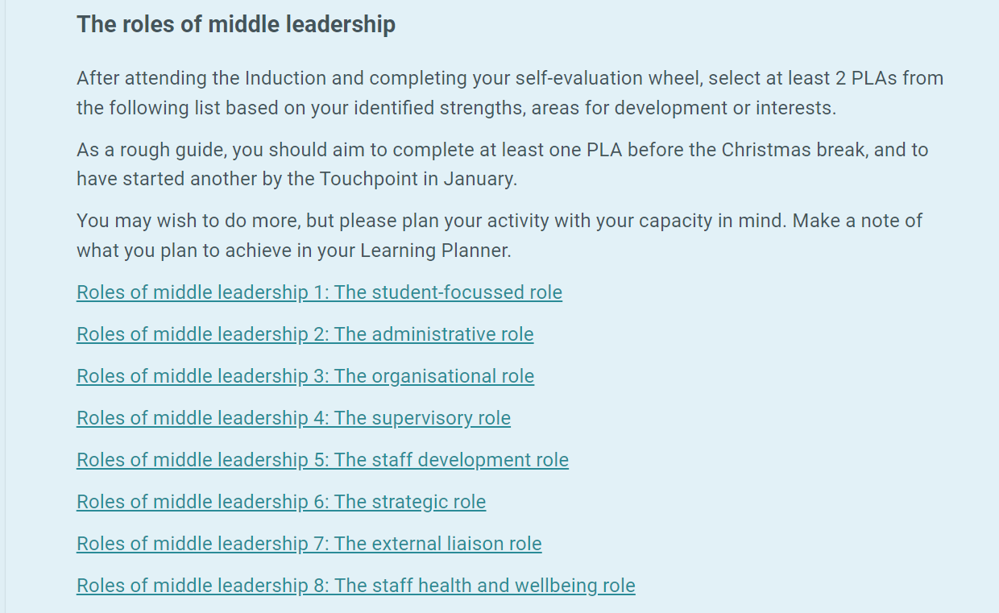 The roles of middle leadership
After attending the Induction and completing your self-evaluation wheel, select at least 2 PLAs from
the following list based on your identified strengths, areas for development or interests.
As a rough guide, you should aim to complete at least one PLA before the Christmas break, and to
have started another by the Touchpoint in January.
You may wish to do more, but please plan your activity with your capacity in mind. Make a note of
what you plan to achieve in your Learning Planner.
Roles of middle leadership 1: The student-focussed role
Roles of middle leadership 2: The administrative role
Roles of middle leadership 3: The organisational role
Roles of middle leadership 4: The supervisory role
Roles of middle leadership 5: The staff development role
Roles of middle leadership 6: The strategic role
Roles of middle leadership 7: The external liaison role
Roles of middle leadership 8: The staff health and wellbeing role